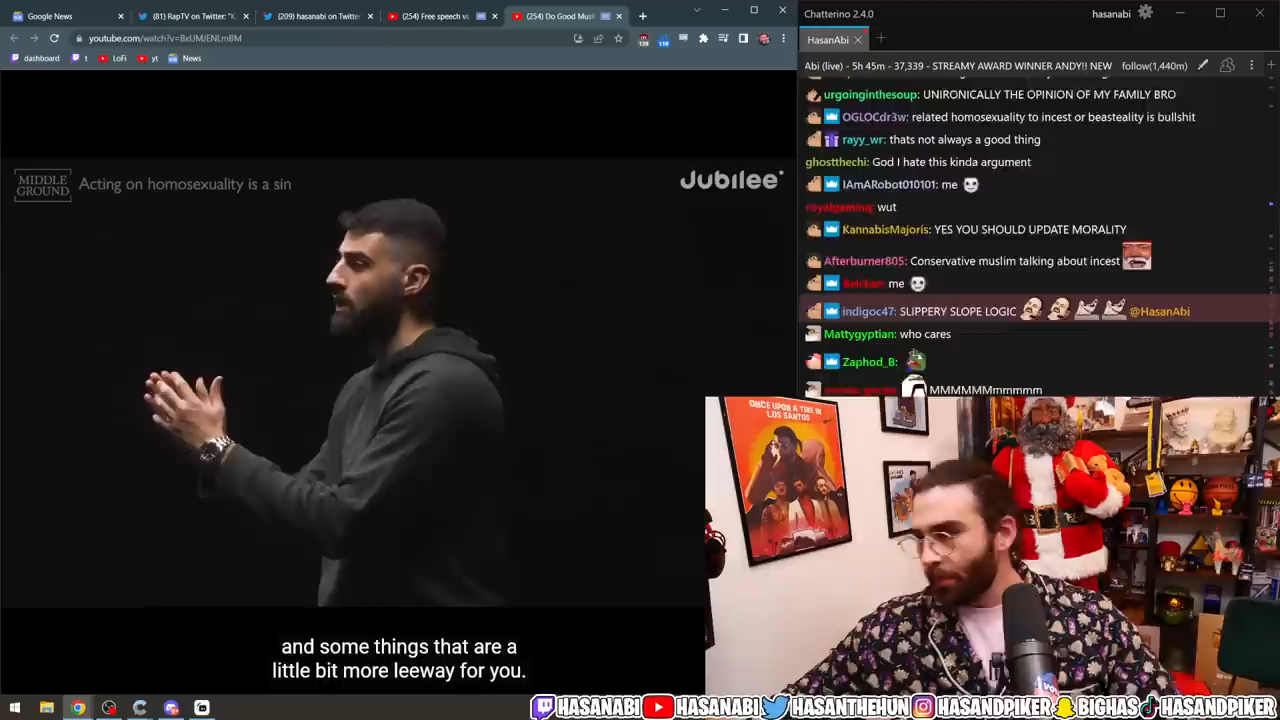 Google News
(81) RapTV on Twitter: "K
(209) hasanabi on Twitter
(254) Free speech vs
(254) Do Good Musl
youtube.com/watch?v=8xUMJENLmBM
139
110
dashboard
t
LoFi
yt
News
MIDDLE
GROUND
Acting on homosexuality is a sin
Jubilee
and some things that are a
little bit more leeway for you.
Chatterino 2.4.0
hasanabi
HasanAbi
Abi (live) - 5h 45m - 37,339 - STREAMY AWARD WINNER ANDY!! NEW
follow(1,440m)
urgoinginthesoup: UNIRONICALLY THE OPINION OF MY FAMILY BRO
OGLOCdr3w: related homosexuality to incest or beasteality is bullshit
rayy_wr: thats not always a good thing
ghostthechi: God I hate this kinda argument
IAmARobot010101: me
royalgaminq: wut
KannabisMajoris: YES YOU SHOULD UPDATE MORALITY
Afterburner805: Conservative muslim talking about incest
me
indigoc47: SLIPPERY SLOPE LOGIC @HasanAbi
Mattygyptian: who cares
Zaphod_B:
MMMMMMmmmmm
ONCE UPON A TIME IN
LOS SANTOS
HASANABI
HASANABI
HASANTHEHUN
HASANDPIKER
BIGHAS
HASANDPIKER